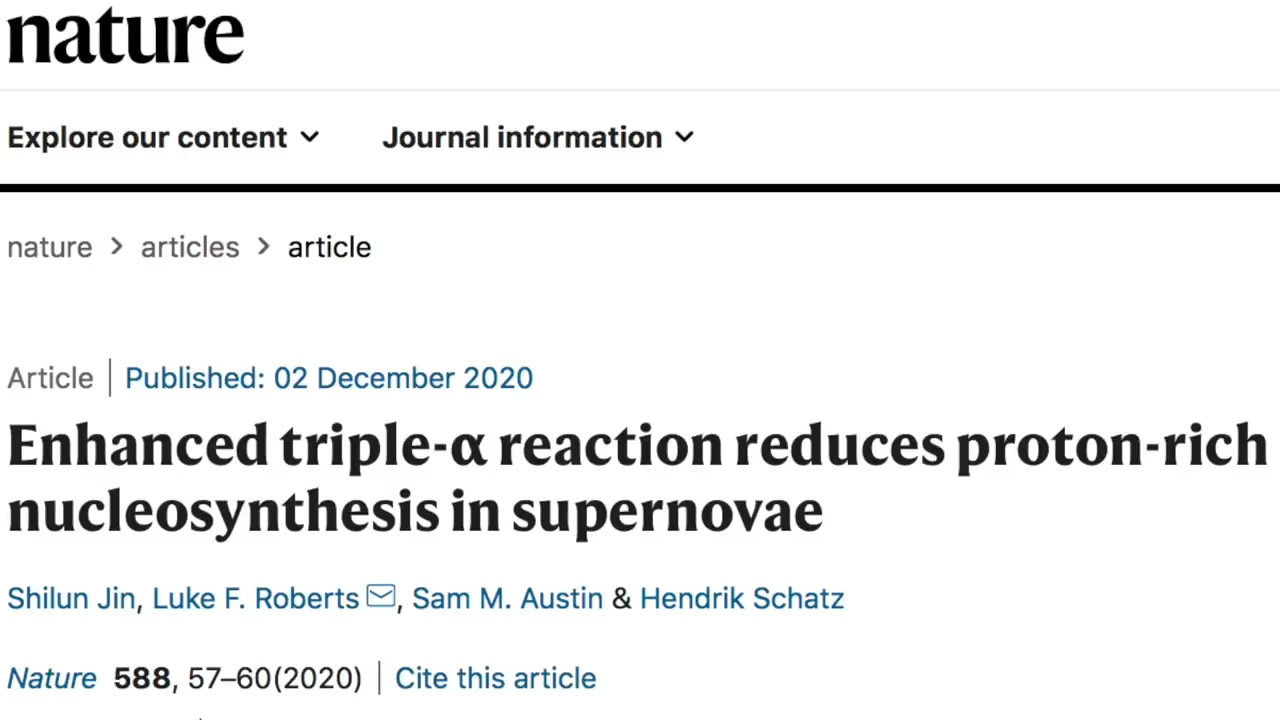 nature
Explore our content Journal information
nature > articles > article
Article | Published: 02 December 2020
Enhanced triple-α reaction reduces proton-rich
nucleosynthesis in supernovae
Shilun Jin, Luke F. Roberts, Sam M. Austin & Hendrik Schatz
Nature 588, 57–60(2020) | Cite this article